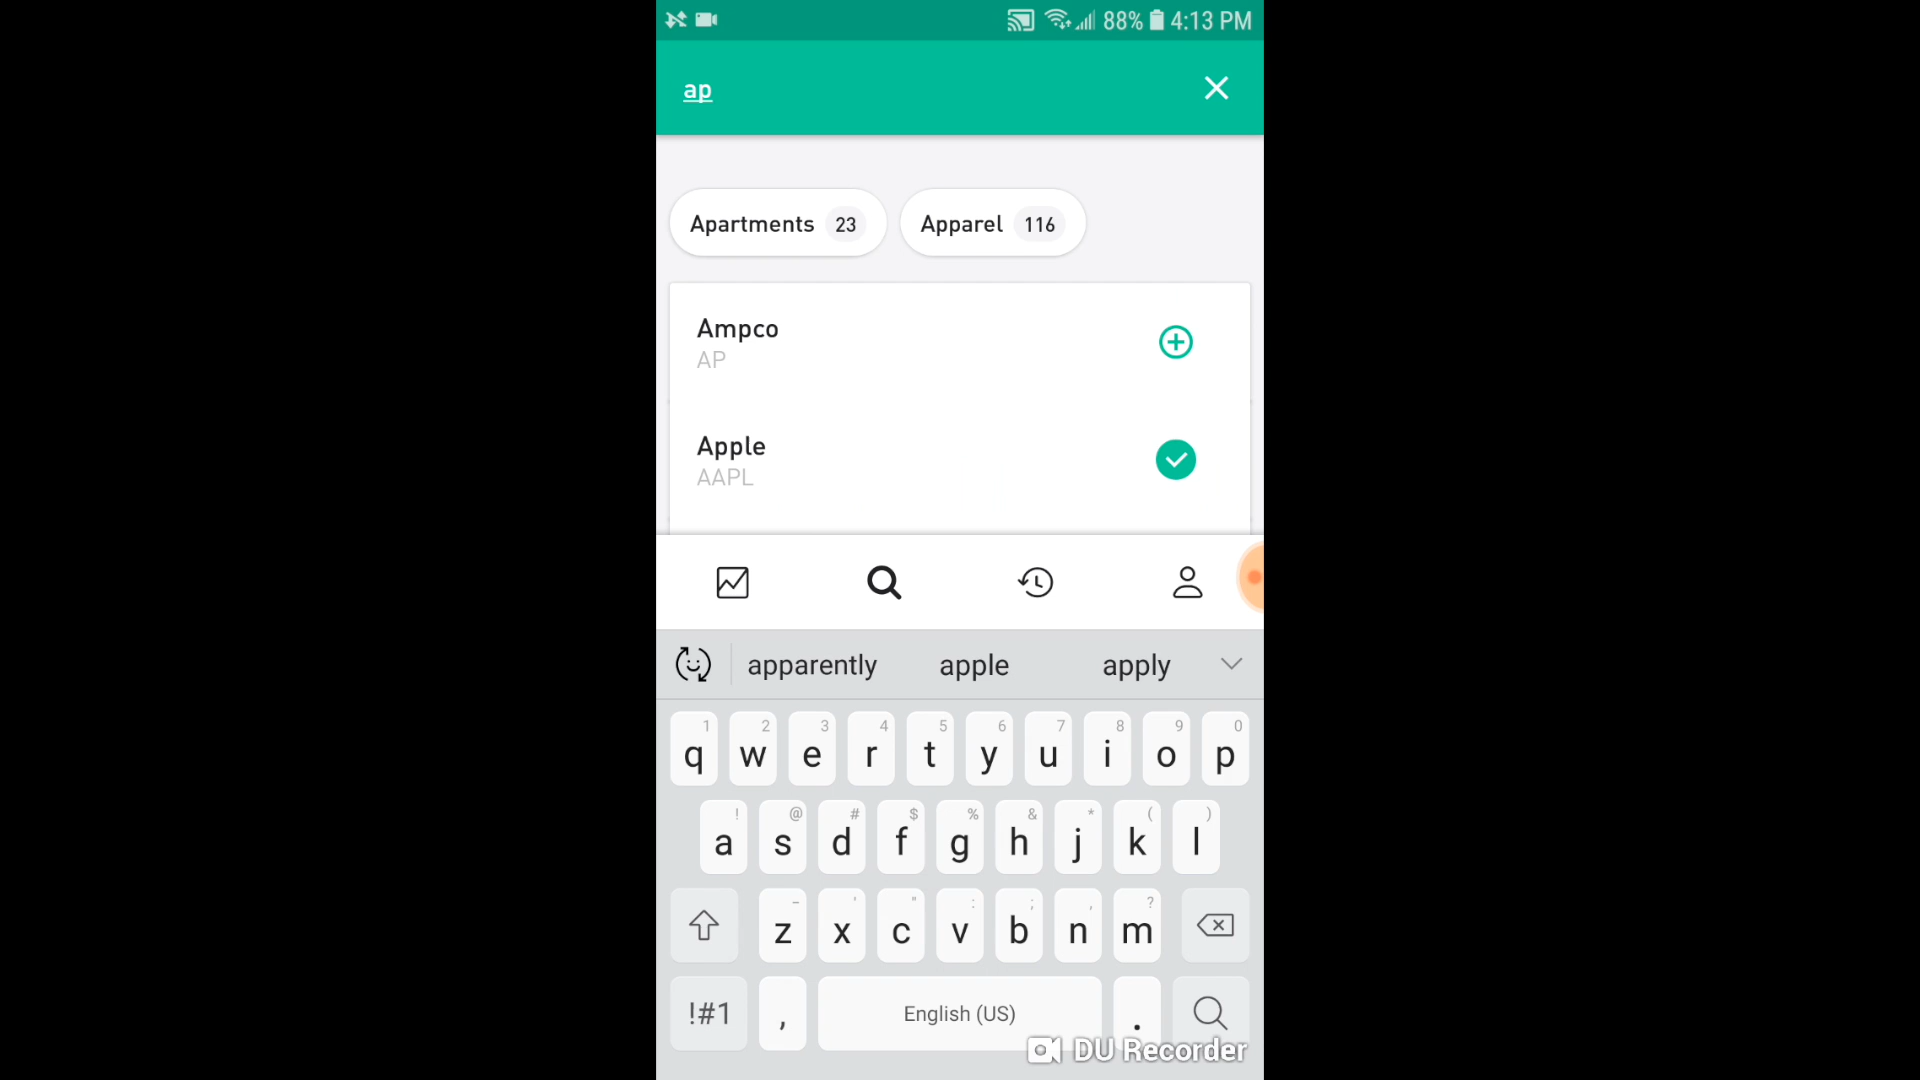 88% 4:13 PM
ap
Apartments 23 Apparel 116
Ampco
AP
Apple
AAPL
apparently apple apply
1 2 3 4 5 6 7 8 9 0
q w e r t y u i o p
! @ # $ % & * ( )
a s d f g h j k l
- ' " : ; , ?
z x c v b n m
!#1 , English (US) .
DU Recorder